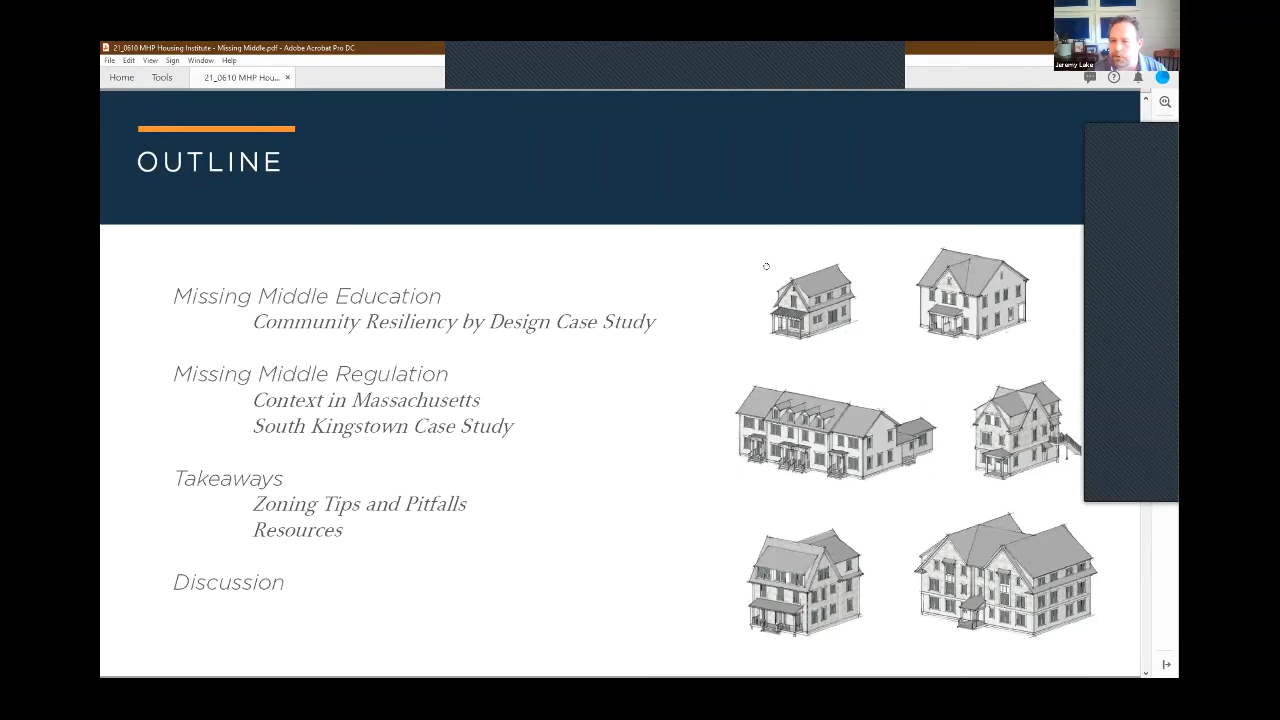 21_0610 MHP Housing Institute - Missing Middle.pdf - Adobe Acrobat Pro DC
File Edit View Sign Window Help
Home Tools 21_0610 MHP Hou... ×
Jeremy Lake
OUTLINE
Missing Middle Education
Community Resiliency by Design Case Study
Missing Middle Regulation
Context in Massachusetts
South Kingstown Case Study
Takeaways
Zoning Tips and Pitfalls
Resources
Discussion